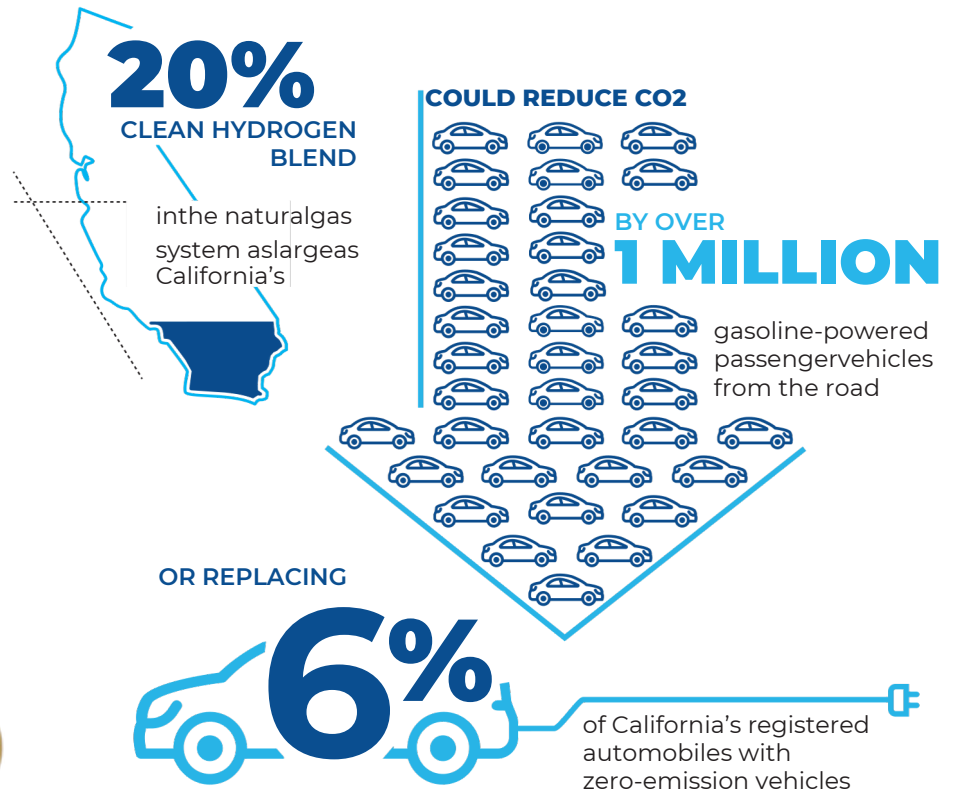 20%
CLEAN HYDROGEN
BLEND
inthe naturalgas
system aslargeas
California's
COULD REDUCE CO2
BY OVER
1 MILLION
gasoline-powered
passengervehicles
from the road
OR REPLACING
6%
of California's registered
automobiles with
zero-emission vehicles